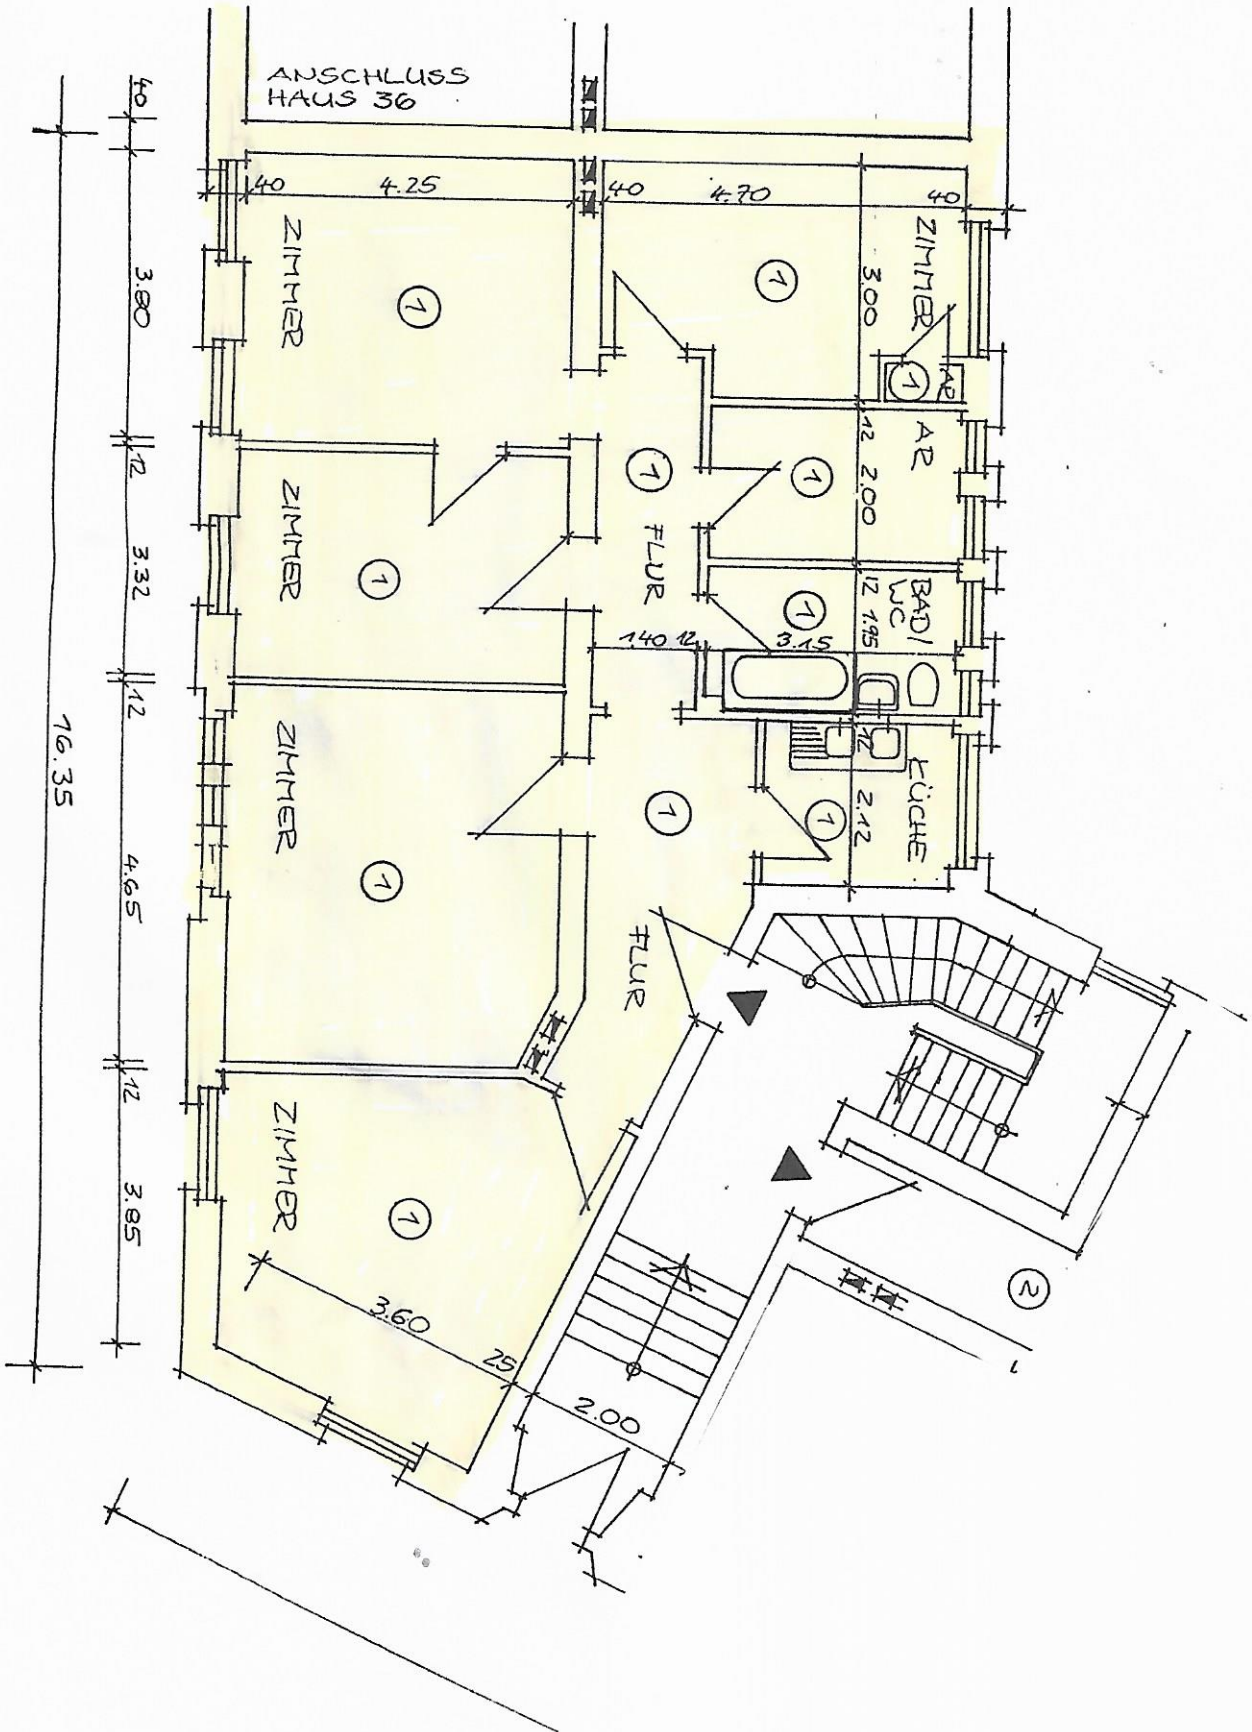 ANSCHLUSS
HAUS 36
40
40
4.25
40
4.70
40
ZIMMER
1
1
3.00
ZIMMER
3.80
1
AR
12
1
FLUR
1
12
2.00
AR
ZIMMER
1
3.32
1
12
1.95
BAD/
WC
1.40
12
3.15
12
16.35
ZIMMER
1
1
12
2.12
KÜCHE
1
4.65
FLUR
12
ZIMMER
1
3.85
3.60
25
2.00
2